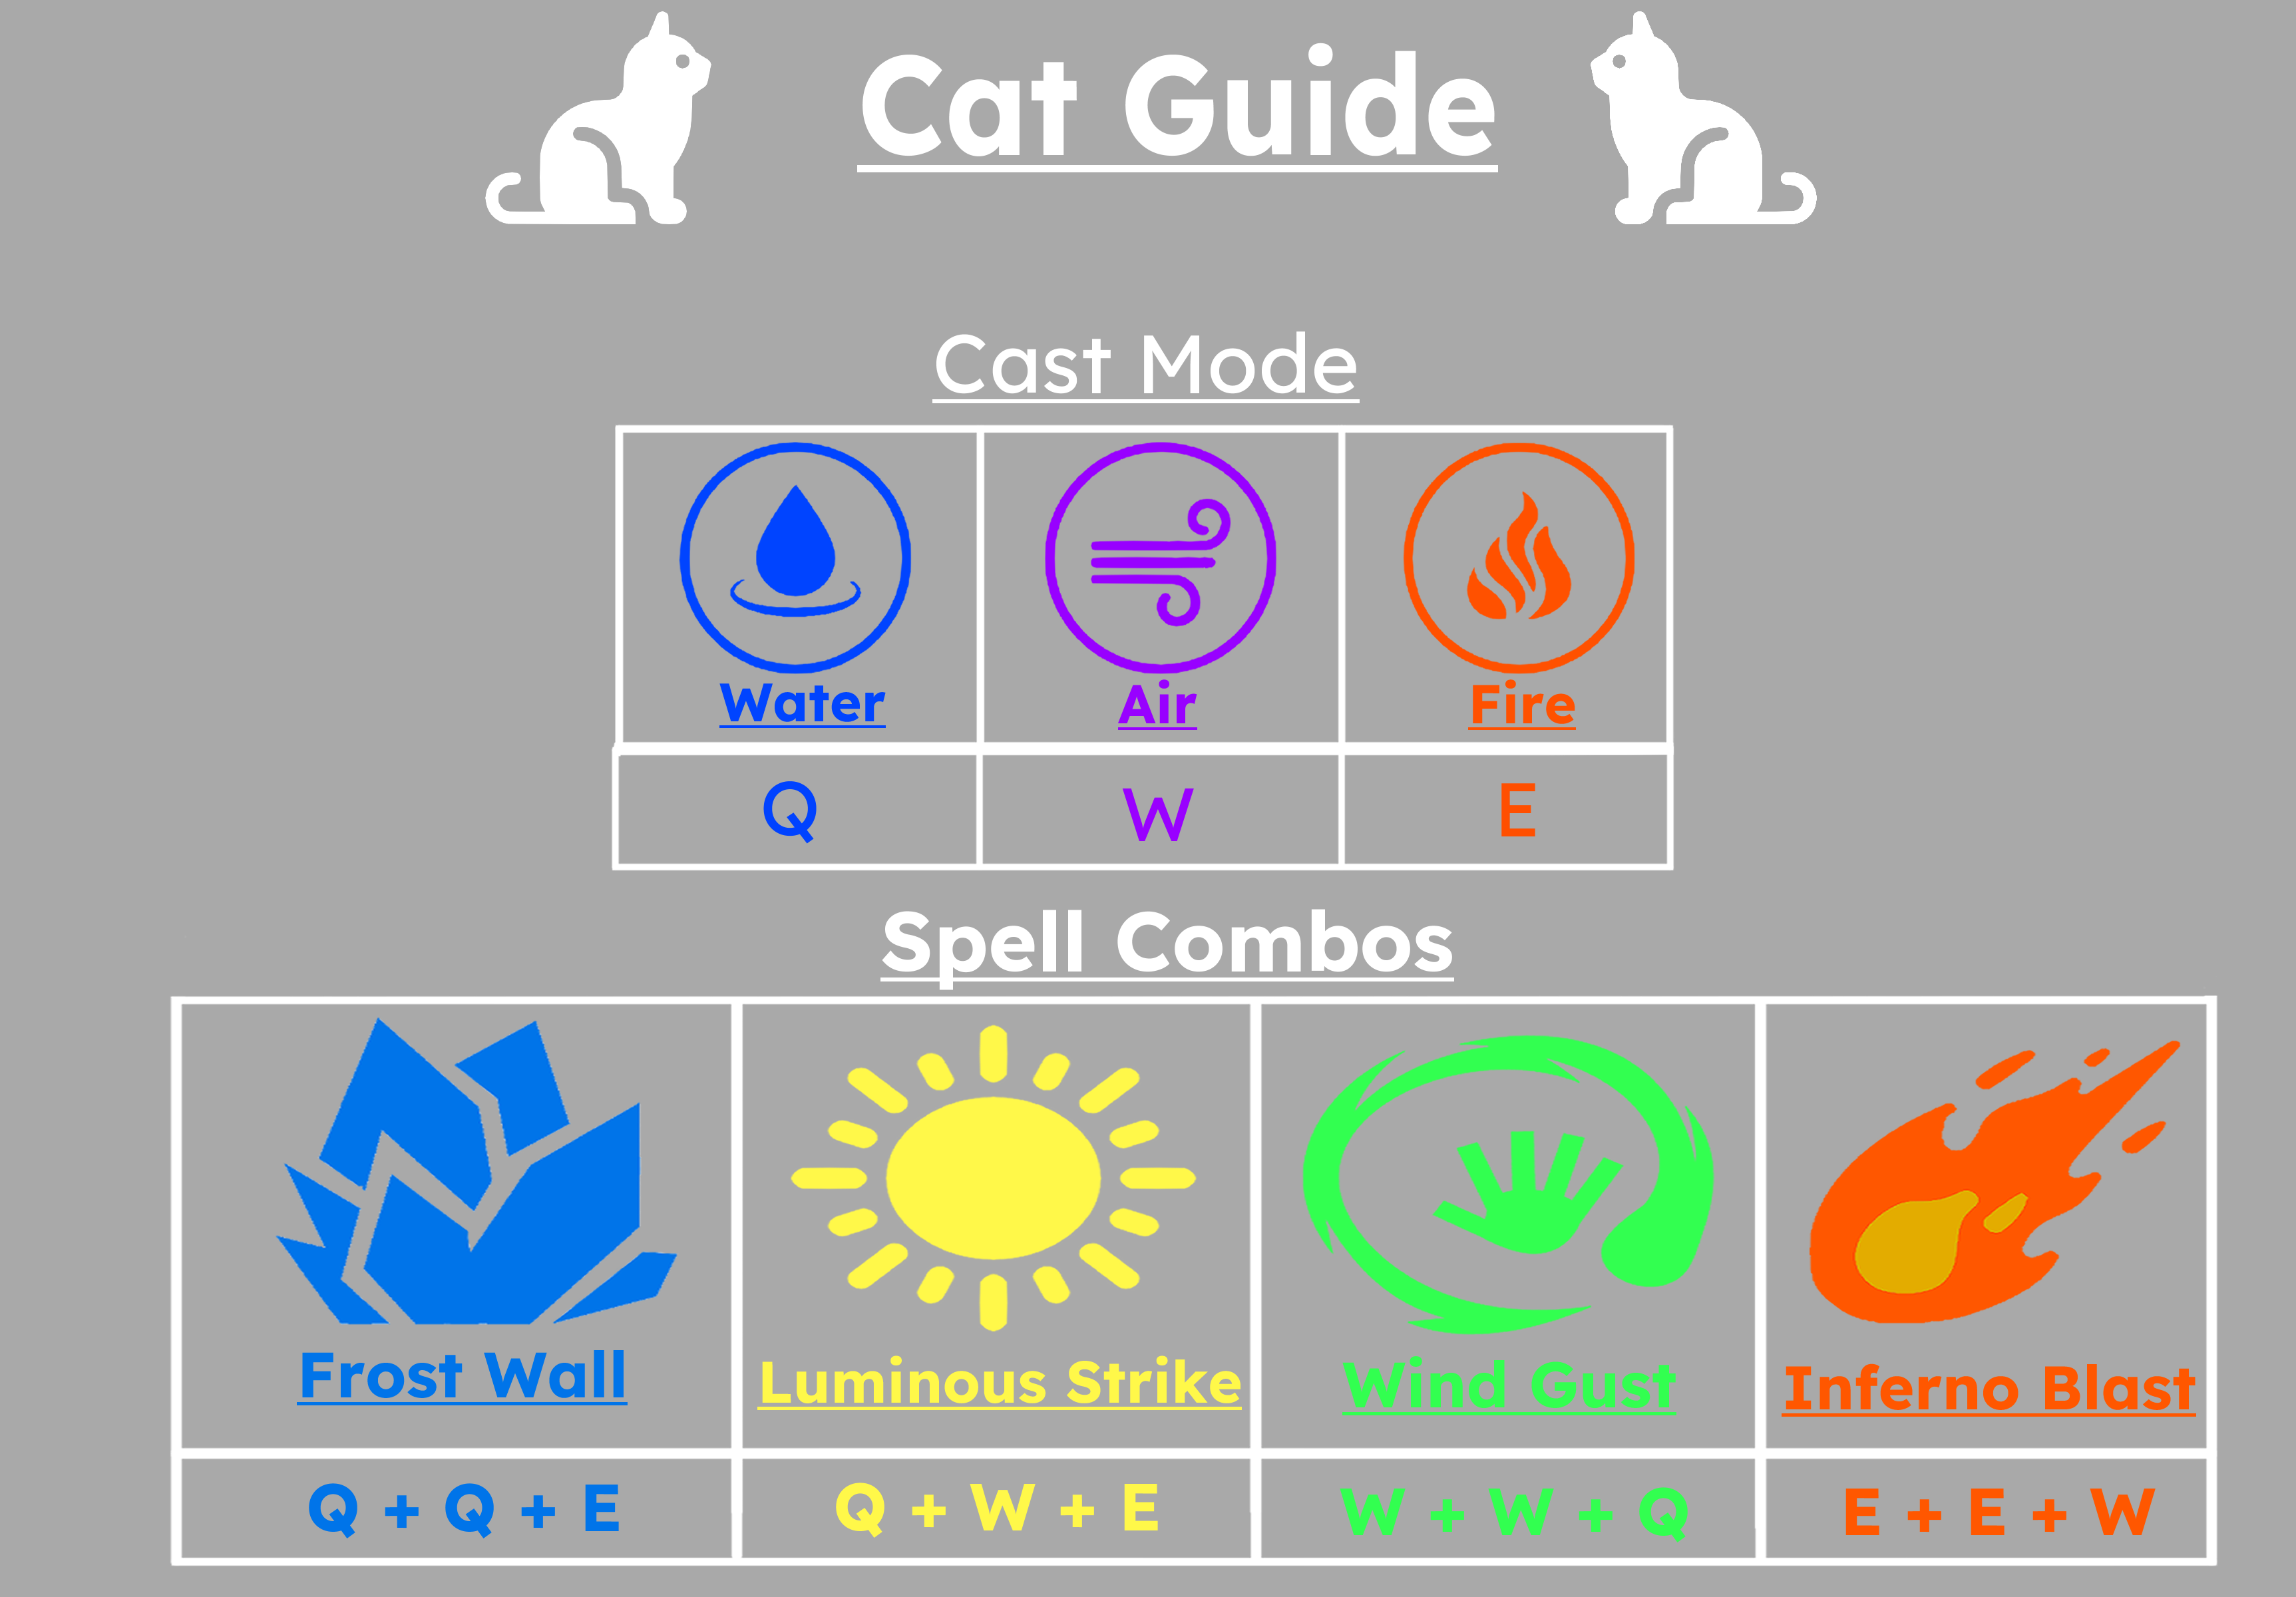 Cat Guide
Cast Mode
Water Air Fire
Q W E
Spell Combos
Frost Wall Luminous Strike Wind Gust Inferno Blast
Q + Q + E Q + W + E W + W + Q E + E + W